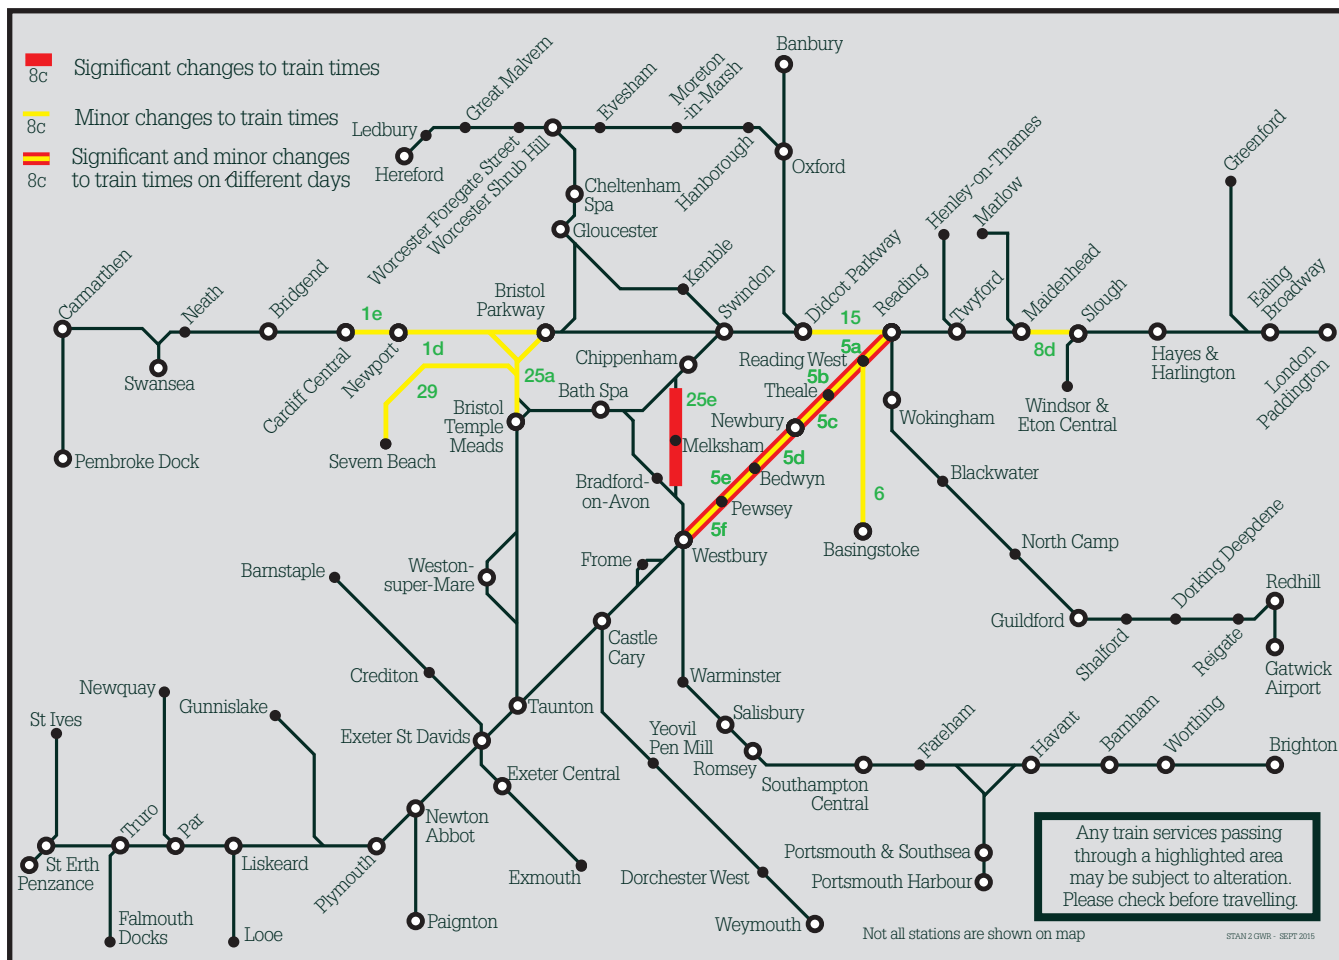 8c
Significant changes to train times
8c
Minor changes to train times
8c
Significant and minor changes
to train times on different days
Banbury
Great Malvern
Evesham
Moreton
-in-Marsh
Ledbury
Hereford
Worcester Foregate Street
Worcester Shrub Hill
Hanborough
Oxford
Cheltenham
Spa
Gloucester
Henley-on-Thames
Marlow
Greenford
Carmarthen
Neath
Bridgend
1e
Cardiff Central
Newport
1d
Bristol
Parkway
Kemble
Swindon
Didcot Parkway
15
Reading
Twyford
Maidenhead
8d
Slough
Hayes &
Harlington
Ealing
Broadway
London
Paddington
Swansea
Pembroke Dock
29
25a
Severn Beach
Bristol
Temple
Meads
Bath Spa
Chippenham
25e
Melksham
Bradford-
on-Avon
Reading West
5a
Theale
5b
Newbury
5c
5d
Bedwyn
5e
Pewsey
5f
Westbury
6
Basingstoke
Wokingham
Windsor &
Eton Central
Blackwater
North Camp
Guildford
Shalford
Dorking Deepdene
Reigate
Redhill
Gatwick
Airport
Frome
Weston-
super-Mare
Castle
Cary
Barnstaple
Crediton
Taunton
Exeter St Davids
Exeter Central
Exmouth
Warminster
Salisbury
Romsey
Yeovil
Pen Mill
Southampton
Central
Fareham
Havant
Barnham
Worthing
Brighton
Portsmouth & Southsea
Portsmouth Harbour
Dorchester West
Weymouth
Newquay
Gunnislake
St Ives
St Erth
Penzance
Truro
Par
Liskeard
Plymouth
Newton
Abbot
Paignton
Falmouth
Docks
Looe
Any train services passing
through a highlighted area
may be subject to alteration.
Please check before travelling.
Not all stations are shown on map
STAN 2 GWR - SEPT 2015